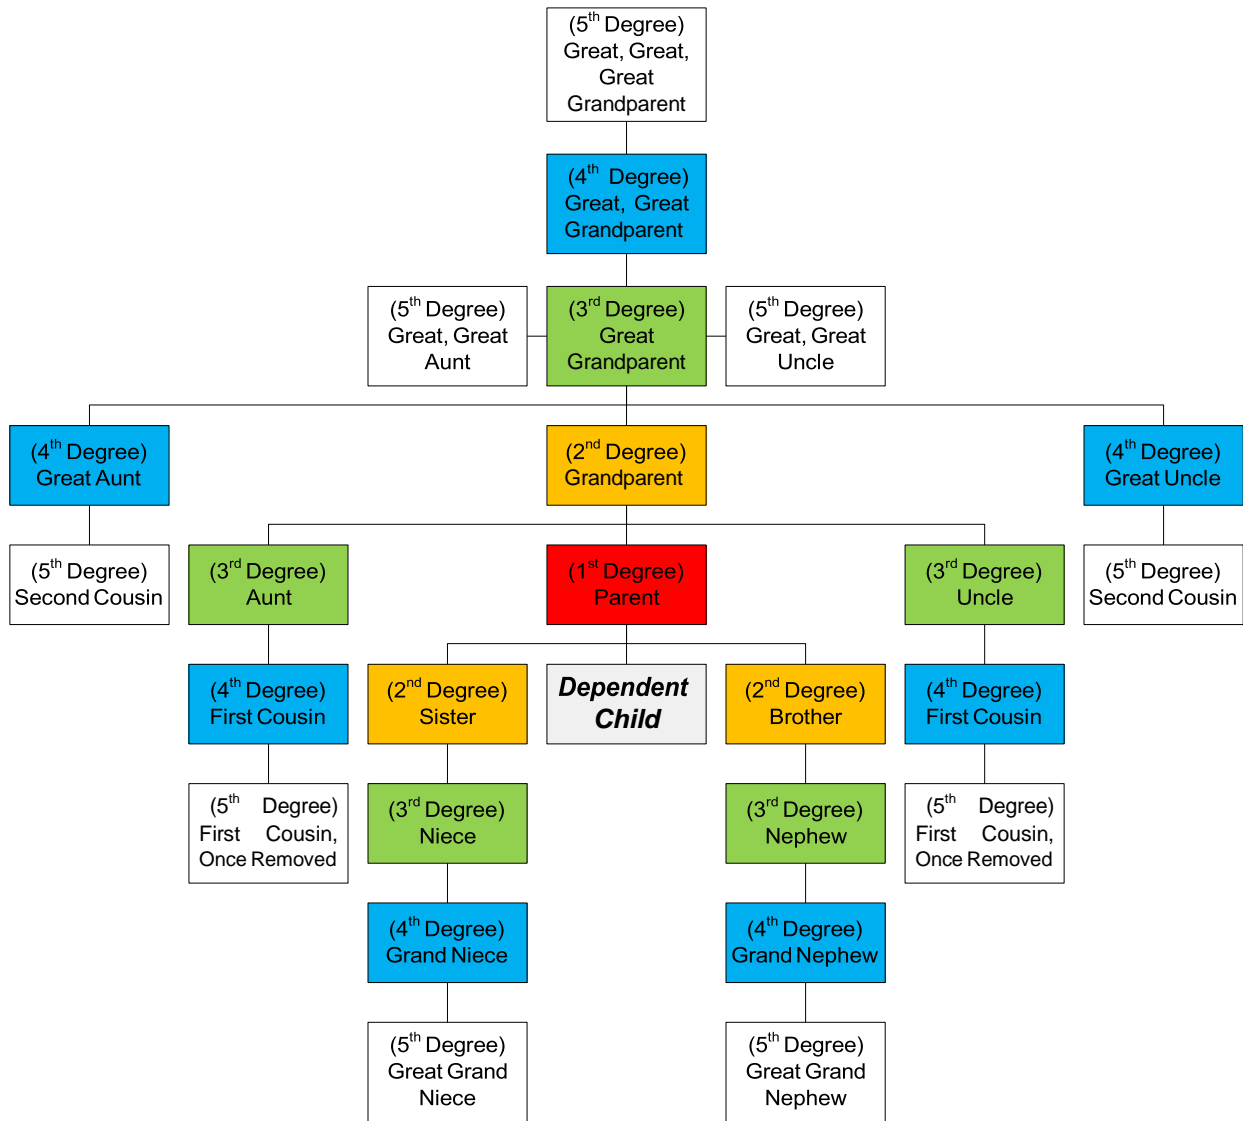 (5th Degree)
Great, Great,
Great
Grandparent
(4th Degree)
Great, Great
Grandparent
(5th Degree)
Great, Great
Aunt
(3rd Degree)
Great
Grandparent
(5th Degree)
Great, Great
Uncle
(4th Degree)
Great Aunt
(2nd Degree)
Grandparent
(4th Degree)
Great Uncle
(5th Degree)
Second Cousin
(3rd Degree)
Aunt
(1st Degree)
Parent
(3rd Degree)
Uncle
(5th Degree)
Second Cousin
(4th Degree)
First Cousin
(2nd Degree)
Sister
Dependent
Child
(2nd Degree)
Brother
(4th Degree)
First Cousin
(5th Degree)
First Cousin,
Once Removed
(3rd Degree)
Niece
(3rd Degree)
Nephew
(5th Degree)
First Cousin,
Once Removed
(4th Degree)
Grand Niece
(4th Degree)
Grand Nephew
(5th Degree)
Great Grand
Niece
(5th Degree)
Great Grand
Nephew